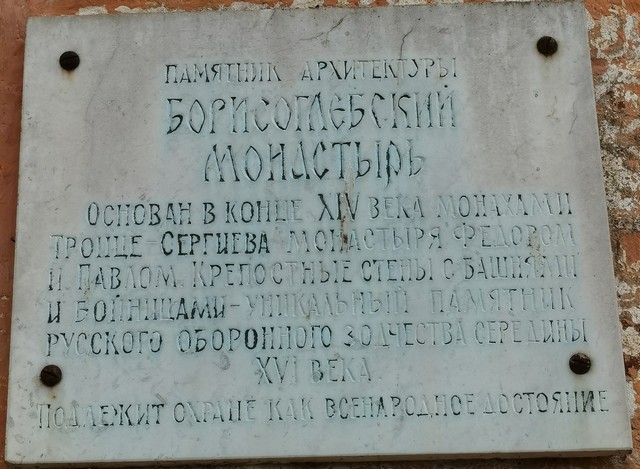 ПАМЯТНИК АРХИТЕКТУРЫ
БОРИСОГЛЕБСКИЙ
МОНАСТЫРЬ
ОСНОВАН В КОНЦЕ XIV ВЕКА МОНАХАМИ
ТРОИЦЕ-СЕРГИЕВА МОНАСТЫРЯ ФЕДОРОМ
И ПАВЛОМ. КРЕПОСТНЫЕ СТЕНЫ С БАШНЯМИ
И БОЙНИЦАМИ-УНИКАЛЬНЫЙ ПАМЯТНИК
РУССКОГО ОБОРОННОГО ЗОДЧЕСТВА СЕРЕДИНЫ
XVI ВЕКА.
ПОДЛЕЖИТ ОХРАНЕ КАК ВСЕНАРОДНОЕ ДОСТОЯНИЕ